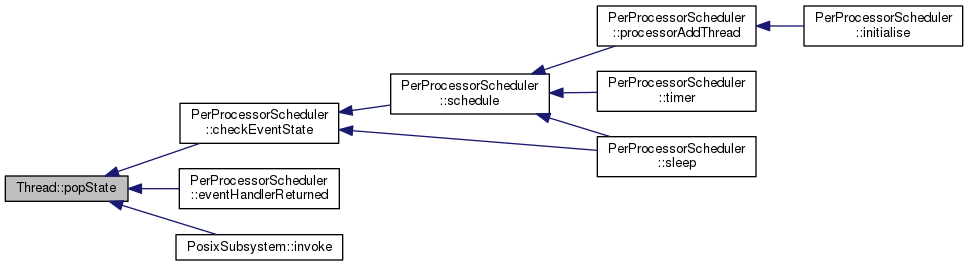 PerProcessorScheduler
::processorAddThread
PerProcessorScheduler
::initialise
PerProcessorScheduler
::schedule
PerProcessorScheduler
::timer
PerProcessorScheduler
::checkEventState
PerProcessorScheduler
::sleep
Thread::popState
PerProcessorScheduler
::eventHandlerReturned
PosixSubsystem::invoke